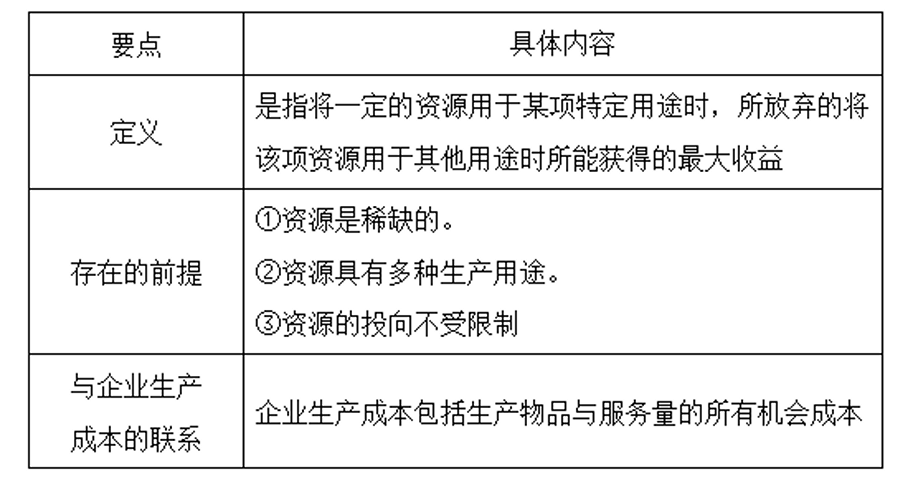 要点
具体内容
定义
是指将一定的资源用于某项特定用途时，所放弃的将
该项资源用于其他用途时所能获得的最大收益
存在的前提
①资源是稀缺的。
②资源具有多种生产用途。
③资源的投向不受限制
与企业生产
成本的联系
企业生产成本包括生产物品与服务量的所有机会成本